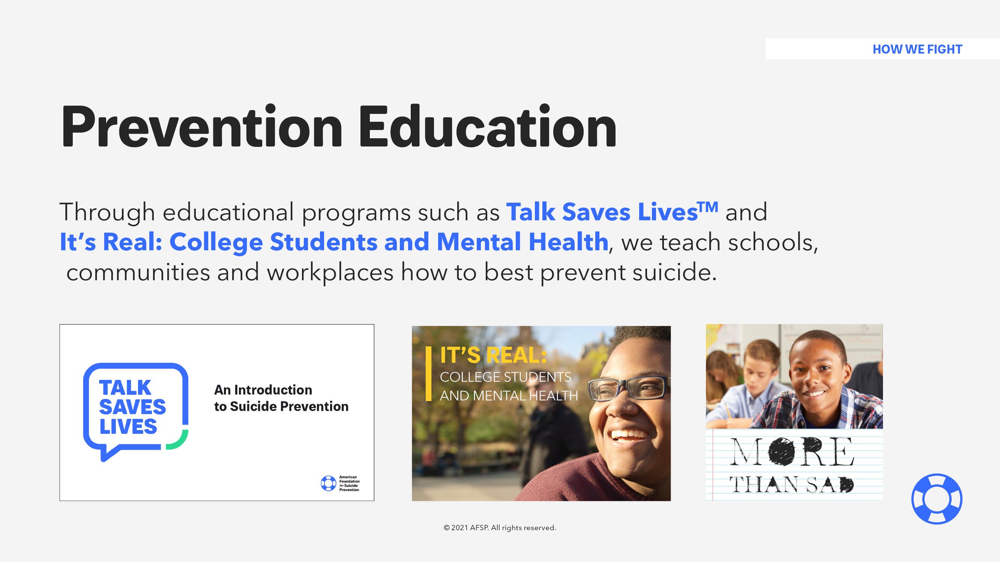 HOW WE FIGHT
Prevention Education
Through educational programs such as Talk Saves Lives™ and
It’s Real: College Students and Mental Health, we teach schools,
communities and workplaces how to best prevent suicide.
TALK
SAVES
LIVES
An Introduction
to Suicide Prevention
American
Foundation
for Suicide
Prevention
IT’S REAL:
COLLEGE STUDENTS
AND MENTAL HEALTH
MORE
THAN SAD
© 2021 AFSP. All rights reserved.